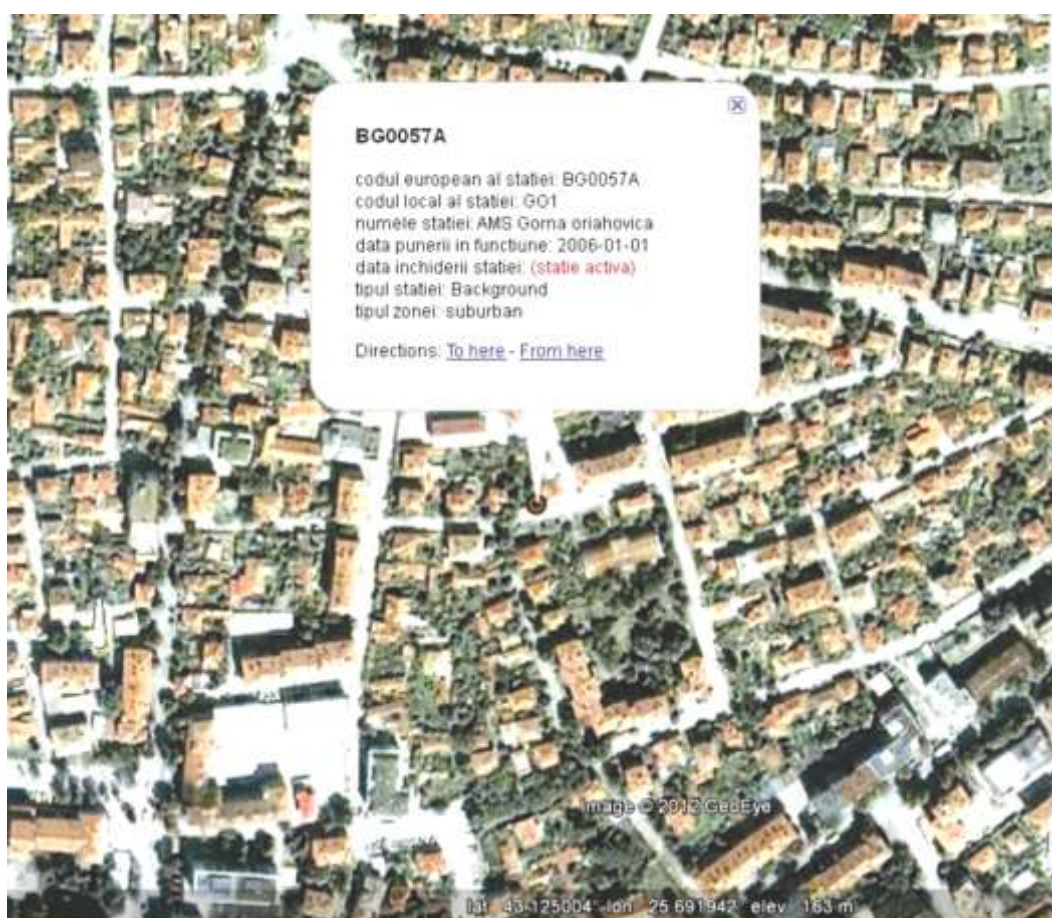 BG0057A
codul european al statiei: BG0057A
codul local al statiei: GO1
numele statiei: AMS Gorna oriahovica
data punerii in functiune: 2006-01-01
data inchiderii statiei: (statie activa)
tipul statiei: Background
tipul zonei: suburban
Directions: To here - From here
Image © 2012 GeoEye
lat 43.125004° lon 25.691942° elev 163 m